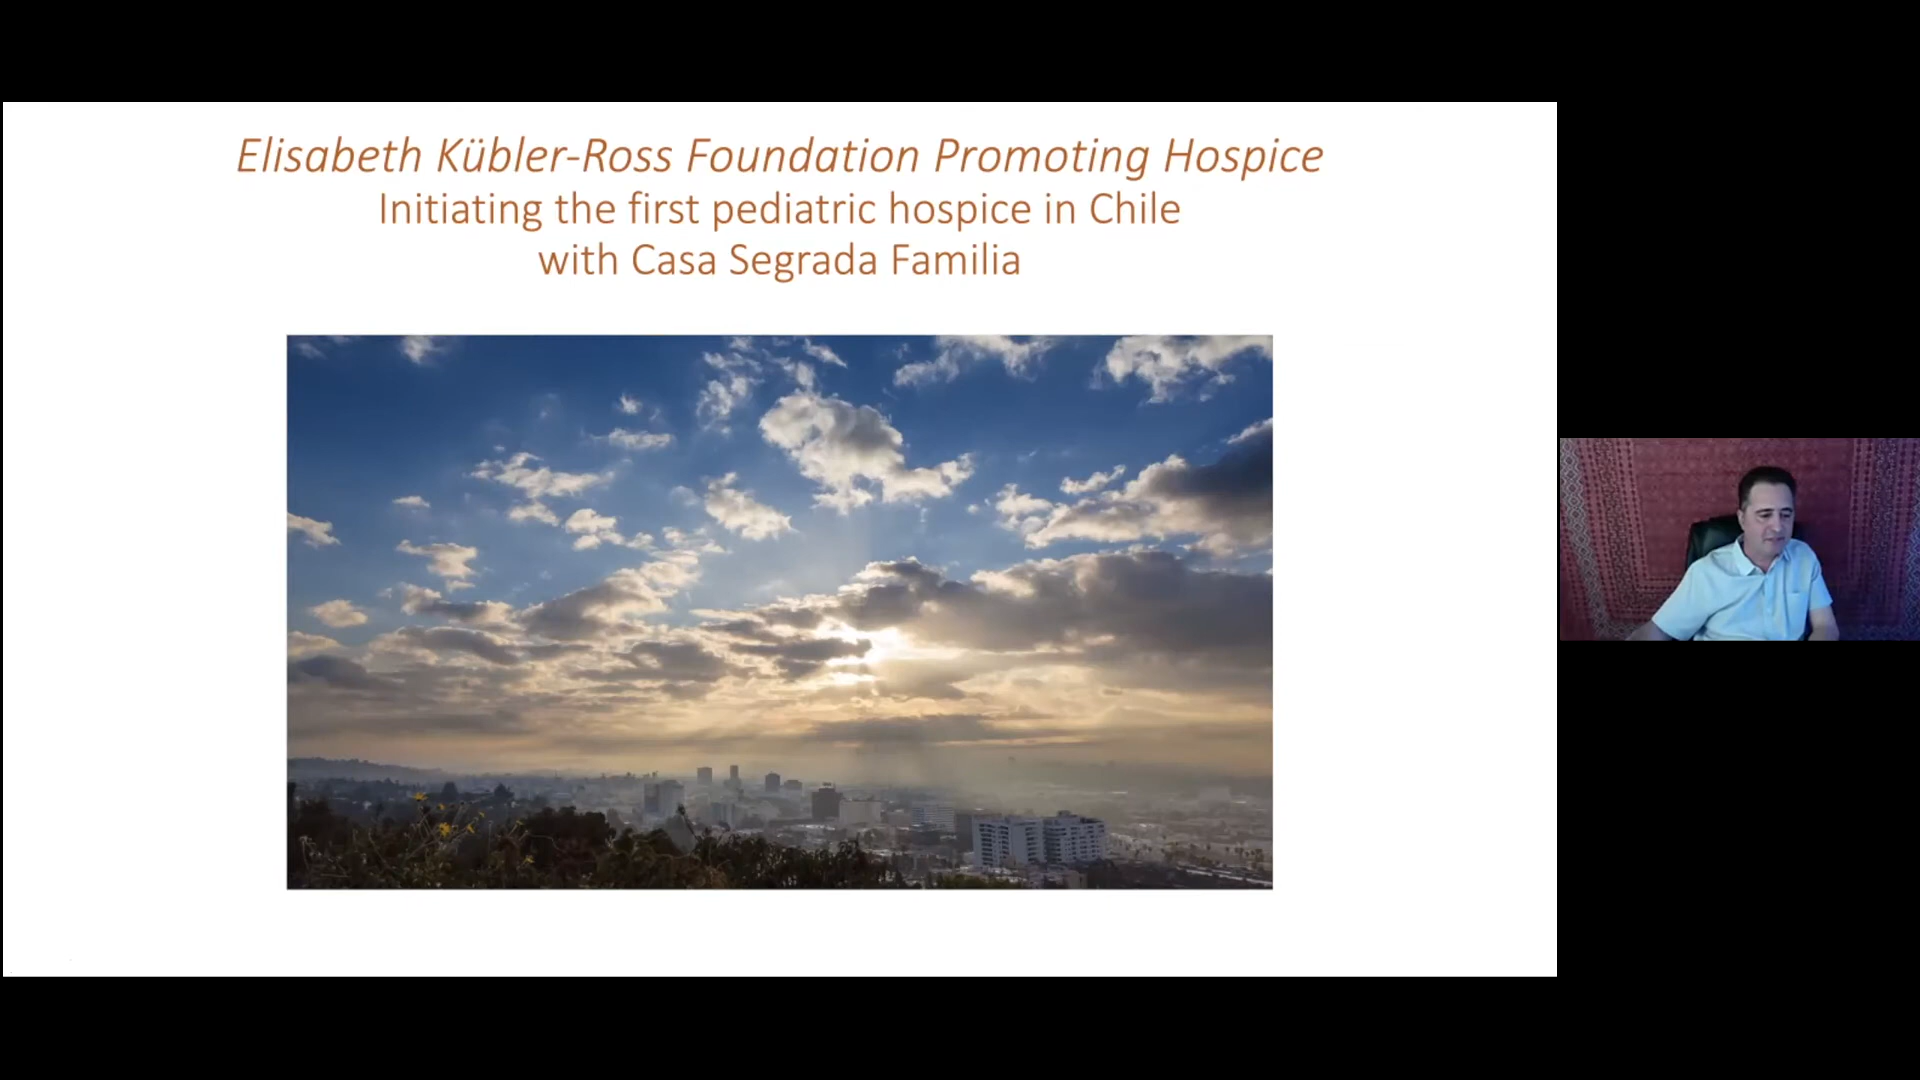 Elisabeth Kübler-Ross Foundation Promoting Hospice
Initiating the first pediatric hospice in Chile
with Casa Segrada Familia